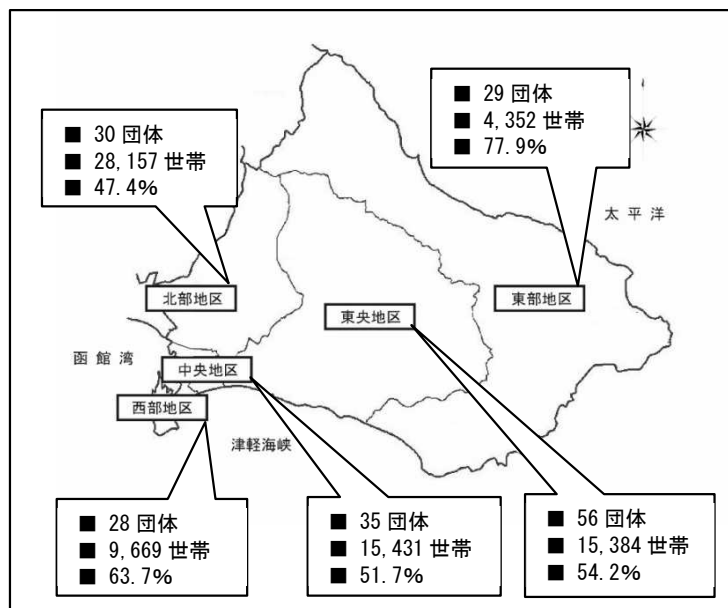 ■ 30 団体
■ 28,157 世帯
■ 47.4%
■ 29 団体
■ 4,352 世帯
■ 77.9%
太平洋
北部地区
東央地区
東部地区
函館湾
中央地区
西部地区
津軽海峡
■ 28 団体
■ 9,669 世帯
■ 63.7%
■ 35 団体
■ 15,431 世帯
■ 51.7%
■ 56 団体
■ 15,384 世帯
■ 54.2%